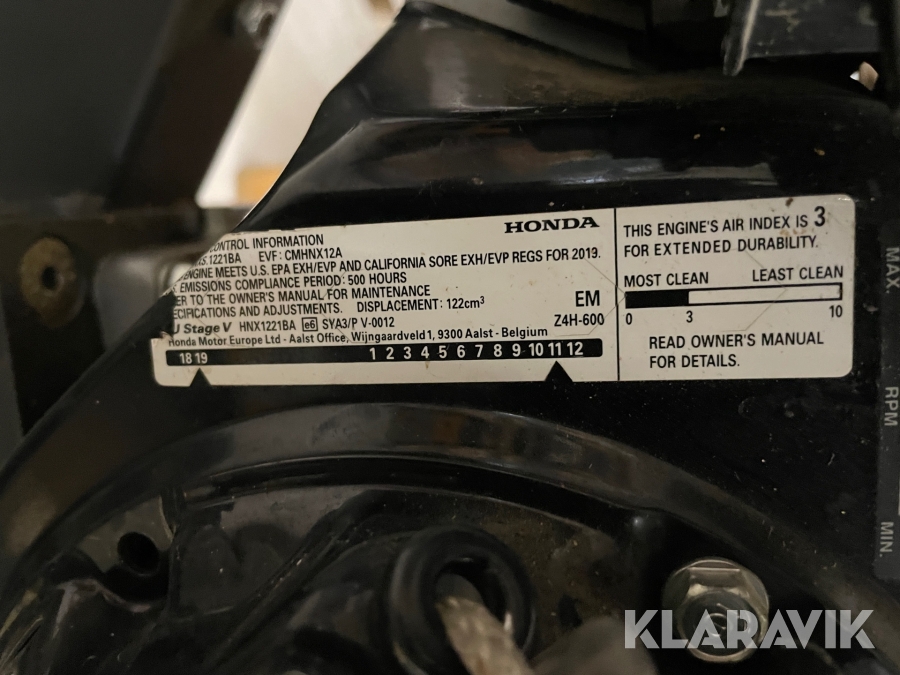 HONDA
CONTROL INFORMATION
.1221BA EVF: CMHNX12A
ENGINE MEETS U.S. EPA EXH/EVP AND CALIFORNIA SORE EXH/EVP REGS FOR 2019.
EMISSIONS COMPLIANCE PERIOD: 500 HOURS
ER TO THE OWNER'S MANUAL FOR MAINTENANCE
ECIFICATIONS AND ADJUSTMENTS. DISPLACEMENT: 122cm³ EM
Stage V HNX1221BA e6 SYA3/P V-0012 Z4H-600
Honda Motor Europe Ltd - Aalst Office, Wijngaardveld 1, 9300 Aalst - Belgium
18 19 1 2 3 4 5 6 7 8 9 10 11 12
THIS ENGINE'S AIR INDEX IS 3
FOR EXTENDED DURABILITY.
MOST CLEAN LEAST CLEAN
0 3 10
READ OWNER'S MANUAL
FOR DETAILS.
MAX.
RPM
MIN.
KLARAVIK